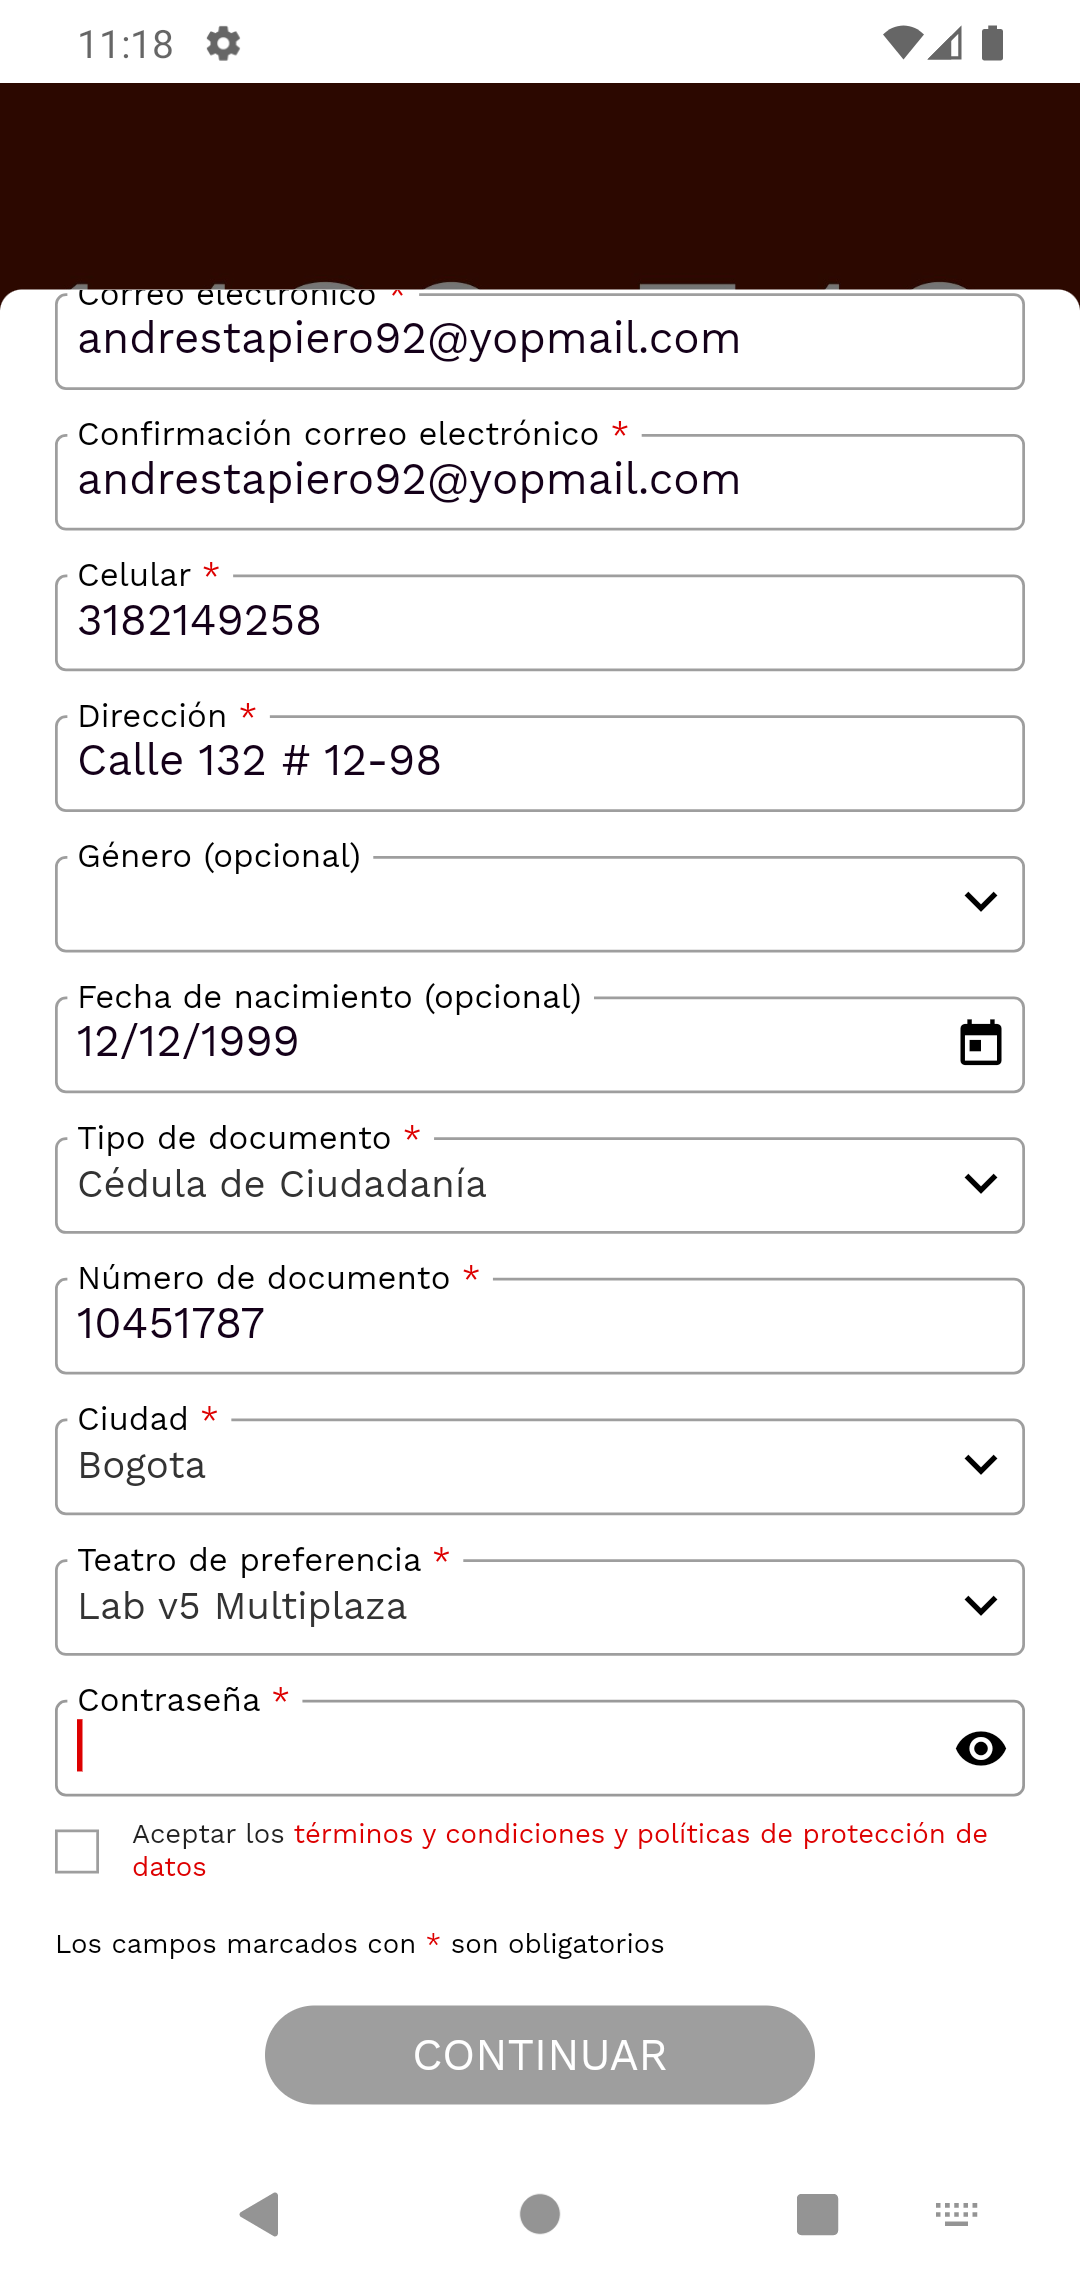 11:18
Correo electrónico *
andrestapiero92@yopmail.com
Confirmación correo electrónico *
andrestapiero92@yopmail.com
Celular *
3182149258
Dirección *
Calle 132 # 12-98
Género (opcional)
Fecha de nacimiento (opcional)
12/12/1999
Tipo de documento *
Cédula de Ciudadanía
Número de documento *
10451787
Ciudad *
Bogota
Teatro de preferencia *
Lab v5 Multiplaza
Contraseña *
Aceptar los términos y condiciones y políticas de protección de
datos
Los campos marcados con * son obligatorios
CONTINUAR